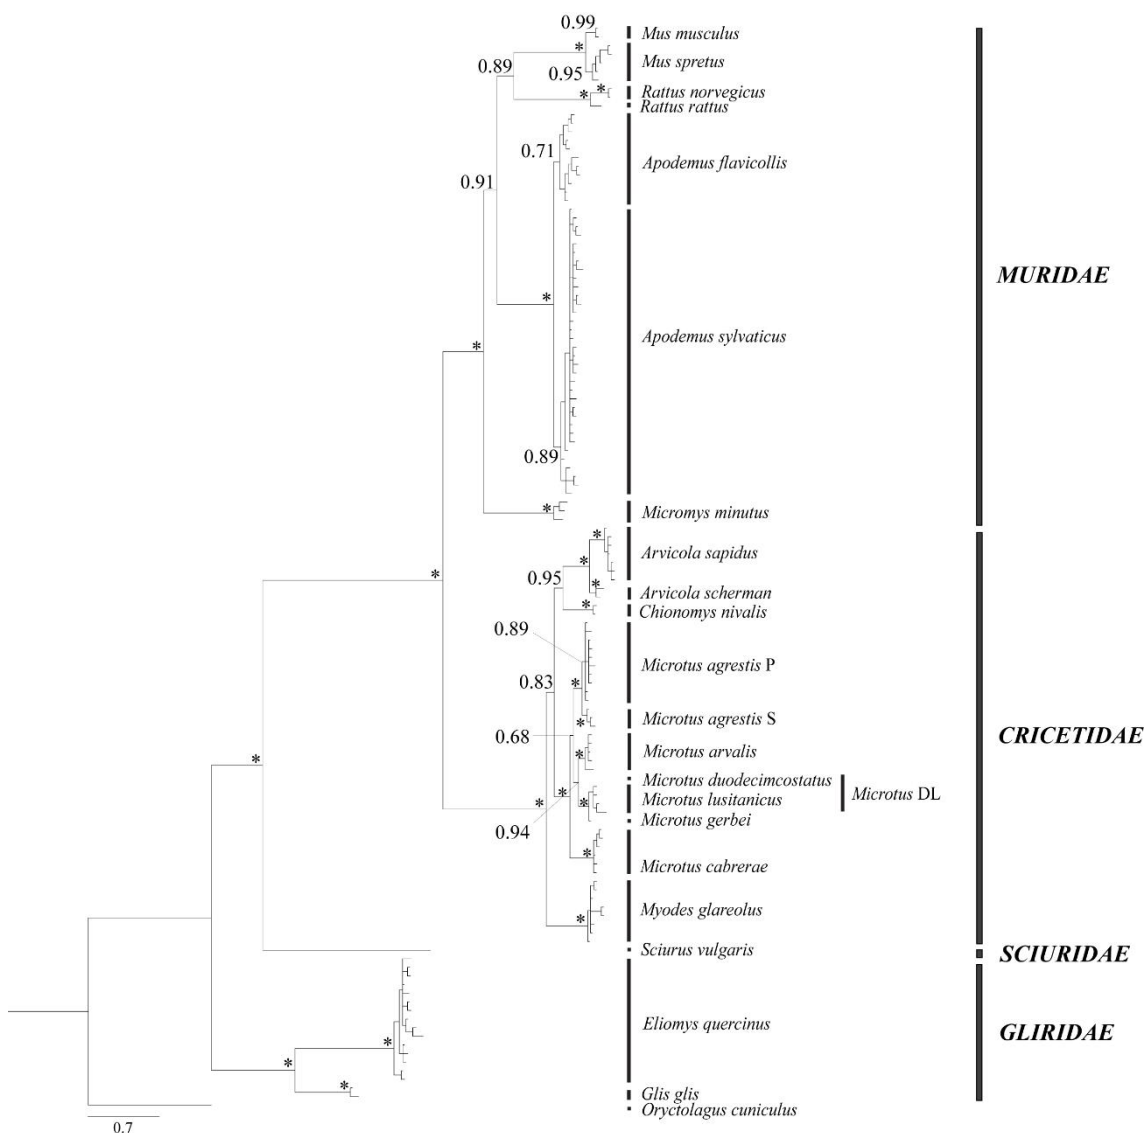 0.99
Mus musculus
*
Mus spretus
0.89
0.95
*
Rattus norvegicus
*
Rattus rattus
0.71
Apodemus flavicollis
0.91
MURIDAE
*
Apodemus sylvaticus
*
0.89
*
Micromys minutus
*
Arvicola sapidus
*
*
0.95
*
Arvicola scherman
*
Chionomys nivalis
0.89
Microtus agrestis P
0.83
*
*
Microtus agrestis S
0.68
CRICETIDAE
*
Microtus arvalis
*
Microtus duodecimcostatus
*
Microtus DL
*
*
Microtus lusitanicus
0.94
Microtus gerbei
*
Microtus cabrerae
*
Myodes glareolus
Sciurus vulgaris
SCIURIDAE
Eliomys quercinus
GLIRIDAE
*
*
*
Glis glis
Oryctolagus cuniculus
0.7